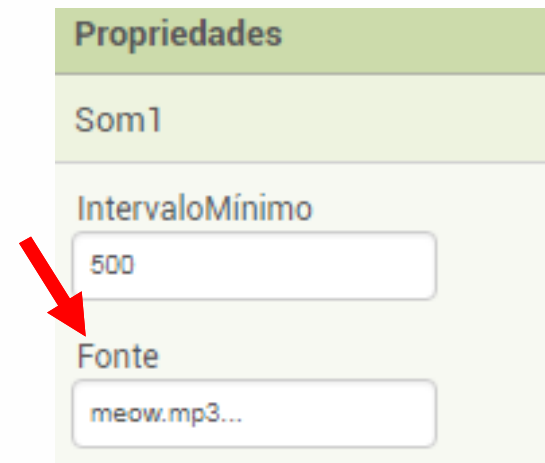 Propriedades
Som1
IntervaloMínimo
500
Fonte
meow.mp3...